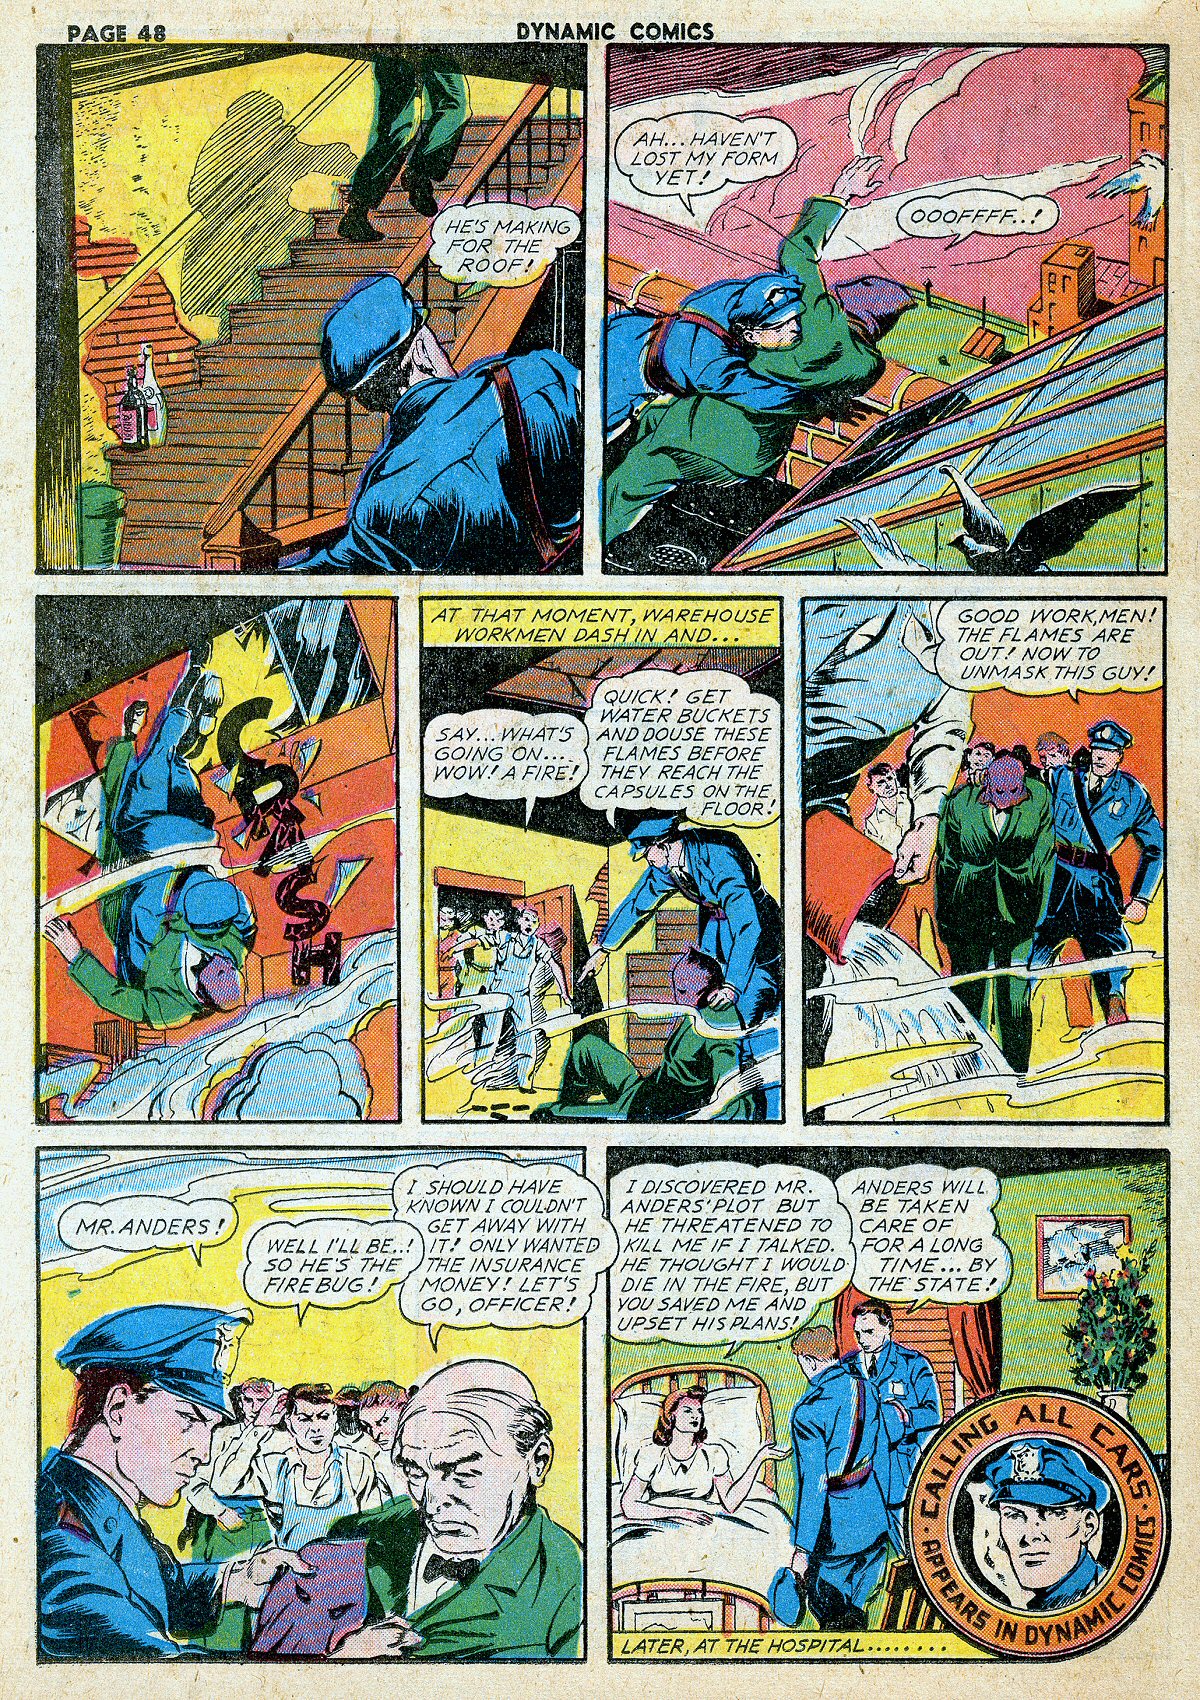 PAGE 48
DYNAMIC COMICS
HE'S MAKING
FOR THE
ROOF!
AH...HAVEN'T
LOST MY FORM
YET!
OOOFFFF...!
CRASH
AT THAT MOMENT, WAREHOUSE
WORKMEN DASH IN AND...
SAY...WHAT'S
GOING ON....
WOW! A FIRE!
QUICK! GET
WATER BUCKETS
AND DOUSE THESE
FLAMES BEFORE
THEY REACH THE
CAPSULES ON THE
FLOOR!
GOOD WORK, MEN!
THE FLAMES ARE
OUT! NOW TO
UNMASK THIS GUY!
MR. ANDERS!
WELL I'LL BE..!
SO HE'S THE
FIREBUG!
I SHOULD HAVE
KNOWN I COULDN'T
GET AWAY WITH
IT! ONLY WANTED
THE INSURANCE
MONEY! LET'S
GO, OFFICER!
I DISCOVERED MR.
ANDERS' PLOT BUT
HE THREATENED TO
KILL ME IF I TALKED.
HE THOUGHT I WOULD
DIE IN THE FIRE, BUT
YOU SAVED ME AND
UPSET HIS PLANS!
ANDERS WILL
BE TAKEN
CARE OF
FOR A LONG
TIME... BY
THE STATE!
LATER, AT THE HOSPITAL........
CALLING ALL CARS
APPEARS IN DYNAMIC COMICS